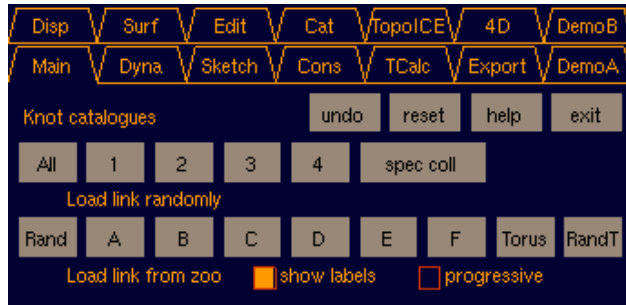 Disp Surf Edit Cat TopoICE 4D DemoB
Main Dyna Sketch Cons TCalc Export DemoA
Knot catalogues undo reset help exit
All 1 2 3 4 spec coll
Load link randomly
Rand A B C D E F Torus RandT
Load link from zoo show labels progressive